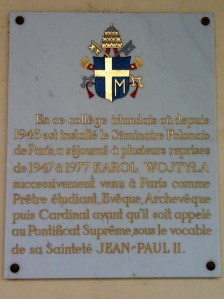 M
En ce collège irlandais où depuis
1945 est installé le Séminaire Polonais
de Paris, a séjourné à plusieurs reprises
de 1947 à 1977 KAROL WOJTYLA
successivement venu à Paris comme
Prêtre étudiant, Evêque, Archevêque
puis Cardinal avant qu'il soit appelé
au Pontificat Suprême, sous le vocable
de sa Sainteté JEAN-PAUL II.